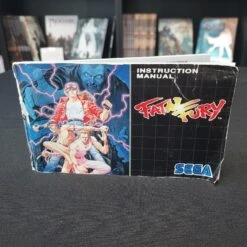 INSTRUCTION
MANUAL
FATAL FURY
SEGA